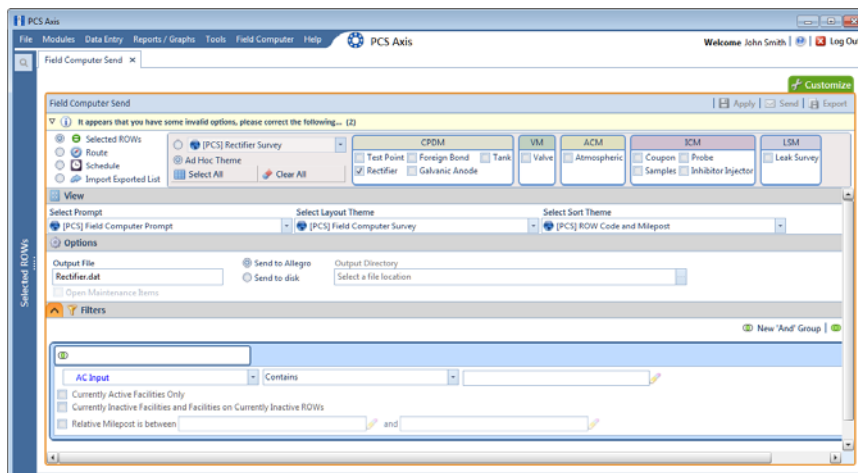 PCS Axis
File Modules Data Entry Reports / Graphs Tools Field Computer Help PCS Axis Welcome John Smith | | Log Out
Field Computer Send ×
Customize
Field Computer Send Apply | Send | Export
It appears that you have some invalid options, please correct the following... (2)
Selected ROWs
Route
Schedule
Import Exported List
[PCS] Rectifier Survey
Ad Hoc Theme
Select All Clear All
CPDM
Test Point Foreign Bond Tank
Rectifier Galvanic Anode
VM
Valve
ACM
Atmospheric
ICM
Coupon Probe
Samples Inhibitor Injector
LSM
Leak Survey
View
Select Prompt Select Layout Theme Select Sort Theme
[PCS] Field Computer Prompt [PCS] Field Computer Survey [PCS] ROW Code and Milepost
Options
Output File Send to Allegro Output Directory
Rectifier.dat Send to disk Select a file location
Open Maintenance Items
Filters
New 'And' Group |
AC Input Contains
Currently Active Facilities Only
Currently Inactive Facilities and Facilities on Currently Inactive ROWs
Relative Milepost is between and
Selected ROWs